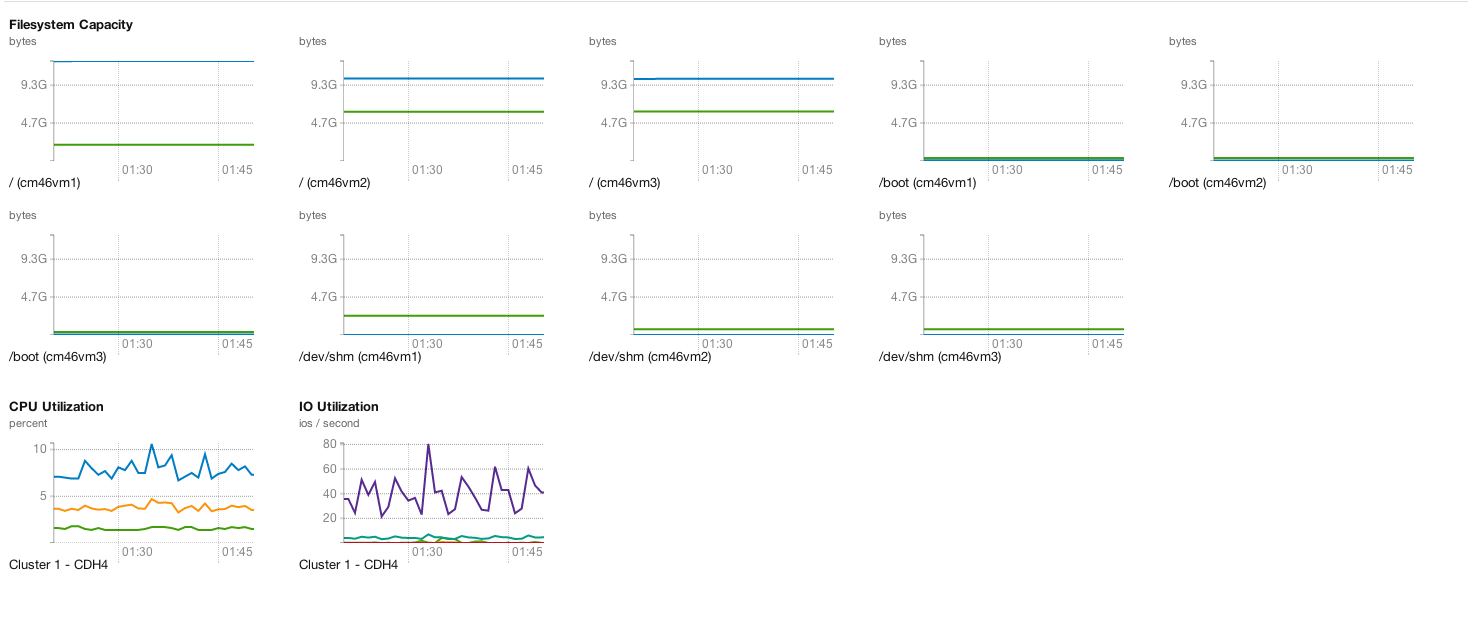 Filesystem Capacity
bytes bytes bytes bytes bytes
9.3G 9.3G 9.3G 9.3G 9.3G
4.7G 4.7G 4.7G 4.7G 4.7G
01:30 01:45 01:30 01:45 01:30 01:45 01:30 01:45 01:30 01:45
/ (cm46vm1) / (cm46vm2) / (cm46vm3) /boot (cm46vm1) /boot (cm46vm2)
bytes bytes bytes bytes
9.3G 9.3G 9.3G 9.3G
4.7G 4.7G 4.7G 4.7G
01:30 01:45 01:30 01:45 01:30 01:45 01:30 01:45
/boot (cm46vm3) /dev/shm (cm46vm1) /dev/shm (cm46vm2) /dev/shm (cm46vm3)
CPU Utilization IO Utilization
percent ios / second
10 80
60
5 40
20
01:30 01:45 01:30 01:45
Cluster 1 - CDH4 Cluster 1 - CDH4